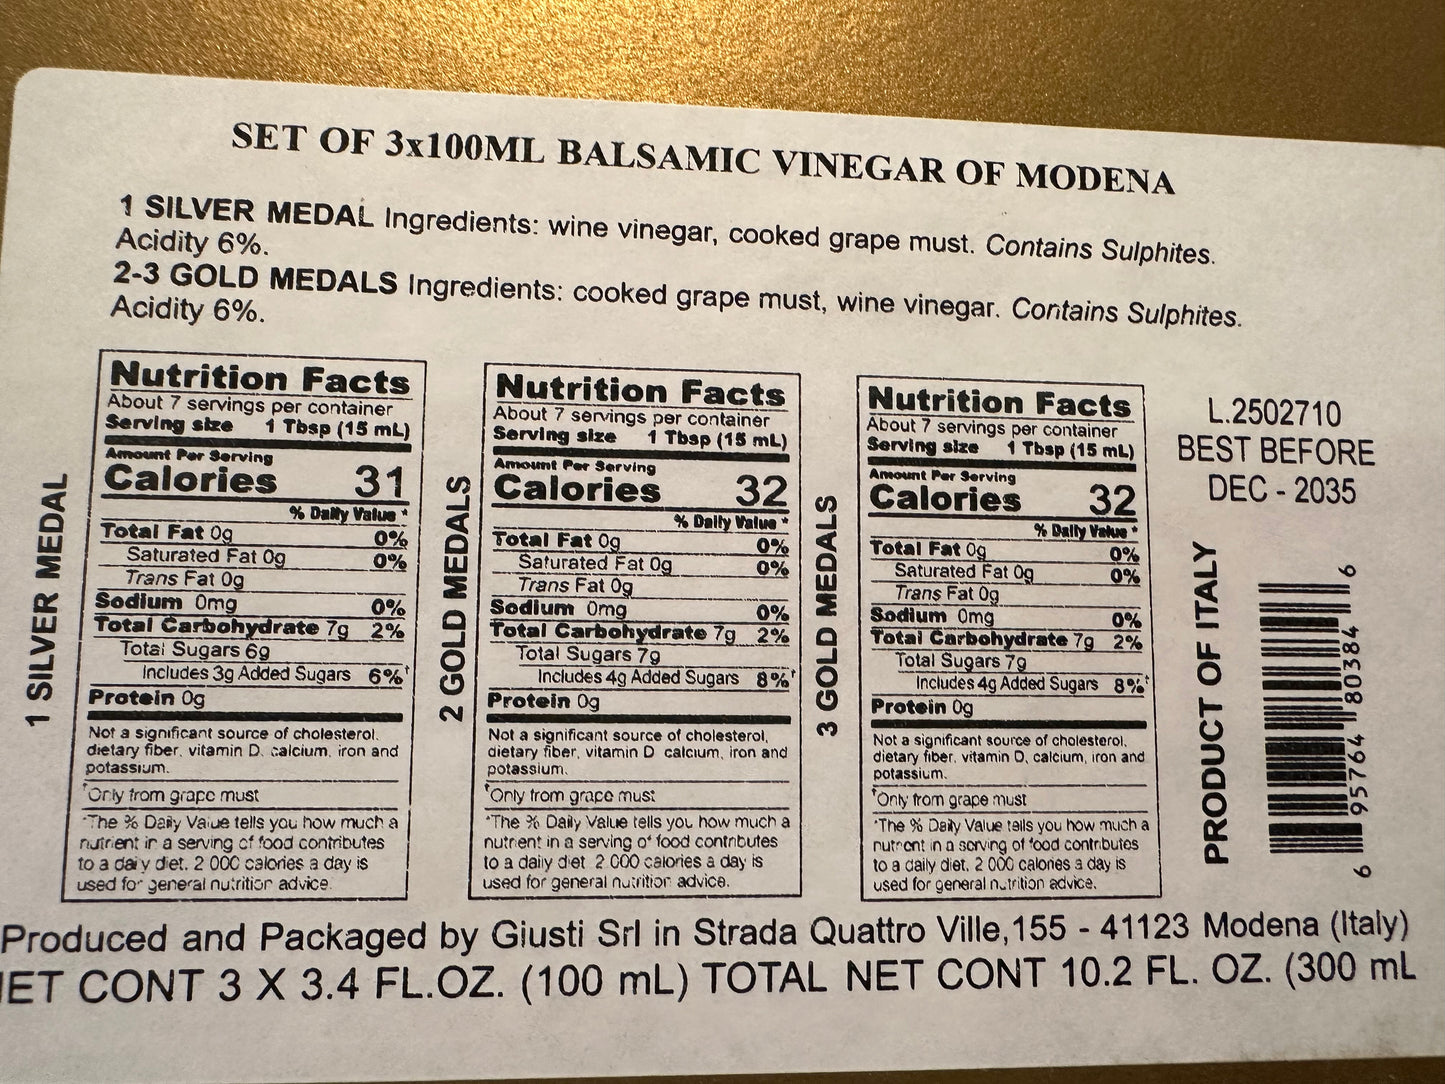 SET OF 3x100ML BALSAMIC VINEGAR OF MODENA
1 SILVER MEDAL Ingredients: wine vinegar, cooked grape must. Contains Sulphites.
Acidity 6%.
2-3 GOLD MEDALS Ingredients: cooked grape must, wine vinegar. Contains Sulphites.
Acidity 6%.
1 SILVER MEDAL
Nutrition Facts
About 7 servings per container
Serving size 1 Tbsp (15 mL)
Amount Per Serving
Calories 31
% Daily Value *
Total Fat 0g 0%
Saturated Fat 0g 0%
Trans Fat 0g
Sodium 0mg 0%
Total Carbohydrate 7g 2%
Total Sugars 6g
Includes 3g Added Sugars 6%†
Protein 0g
Not a significant source of cholesterol,
dietary fiber, vitamin D, calcium, iron and
potassium.
†Only from grape must
*The % Daily Value tells you how much a
nutrient in a serving of food contributes
to a daily diet. 2 000 calories a day is
used for general nutrition advice.
2 GOLD MEDALS
Nutrition Facts
About 7 servings per container
Serving size 1 Tbsp (15 mL)
Amount Per Serving
Calories 32
% Daily Value *
Total Fat 0g 0%
Saturated Fat 0g 0%
Trans Fat 0g
Sodium 0mg 0%
Total Carbohydrate 7g 2%
Total Sugars 7g
Includes 4g Added Sugars 8%†
Protein 0g
Not a significant source of cholesterol,
dietary fiber, vitamin D, calcium, iron and
potassium.
†Only from grape must
*The % Daily Value tells you how much a
nutrient in a serving of food contributes
to a daily diet. 2 000 calories a day is
used for general nutrition advice.
3 GOLD MEDALS
Nutrition Facts
About 7 servings per container
Serving size 1 Tbsp (15 mL)
Amount Per Serving
Calories 32
% Daily Value *
Total Fat 0g 0%
Saturated Fat 0g 0%
Trans Fat 0g
Sodium 0mg 0%
Total Carbohydrate 7g 2%
Total Sugars 7g
Includes 4g Added Sugars 8%†
Protein 0g
Not a significant source of cholesterol,
dietary fiber, vitamin D, calcium, iron and
potassium.
†Only from grape must
*The % Daily Value tells you how much a
nutrient in a serving of food contributes
to a daily diet. 2 000 calories a day is
used for general nutrition advice.
L.2502710
BEST BEFORE
DEC - 2035
PRODUCT OF ITALY
6 95764 80384 6
Produced and Packaged by Giusti Srl in Strada Quattro Ville,155 - 41123 Modena (Italy)
ET CONT 3 X 3.4 FL.OZ. (100 mL) TOTAL NET CONT 10.2 FL. OZ. (300 mL